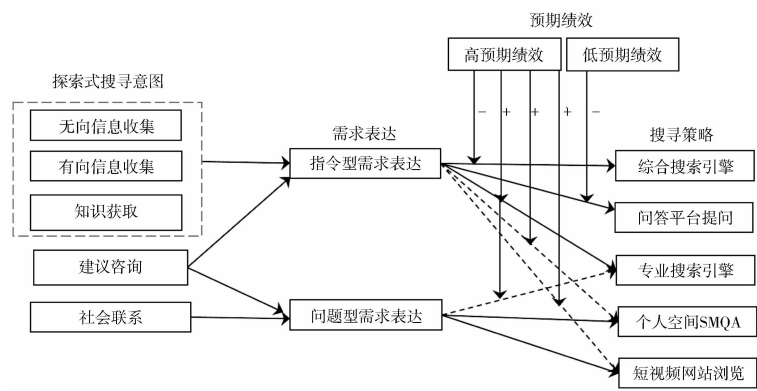 预期绩效
高预期绩效
低预期绩效
探索式搜寻意图
− + + + −
无向信息收集
需求表达
搜寻策略
有向信息收集
指令型需求表达
综合搜索引擎
知识获取
问答平台提问
建议咨询
专业搜索引擎
社会联系
问题型需求表达
个人空间SMQA
短视频网站浏览